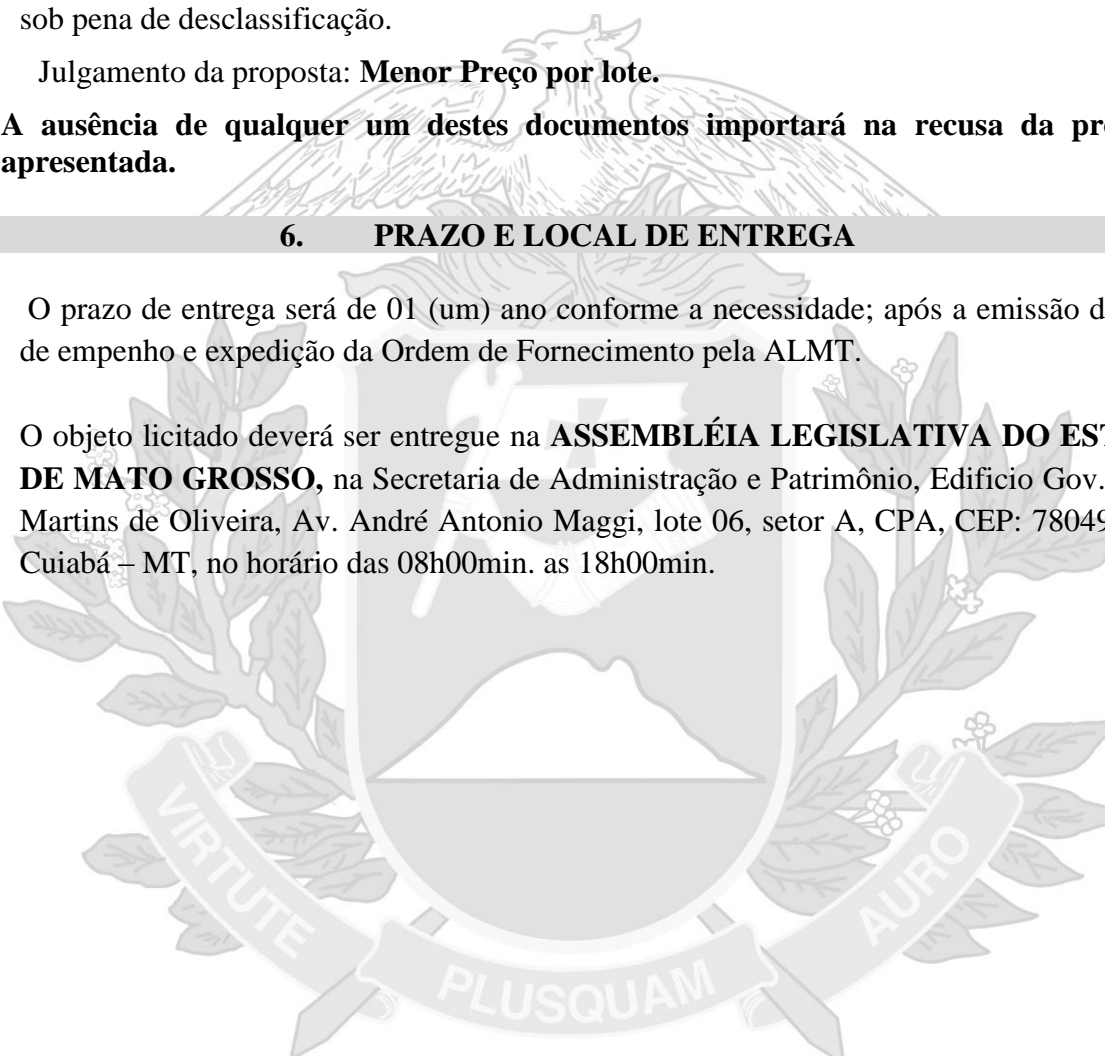 sob pena de desclassificação.
Julgamento da proposta: Menor Preço por lote.
A ausência de qualquer um destes documentos importará na recusa da
apresentada.
6. PRAZO E LOCAL DE ENTREGA
O prazo de entrega será de 01 (um) ano conforme a necessidade; após a emissão
de empenho e expedição da Ordem de Fornecimento pela ALMT.
O objeto licitado deverá ser entregue na ASSEMBLÉIA LEGISLATIVA DO
DE MATO GROSSO, na Secretaria de Administração e Patrimônio, Edificio Gov.
Martins de Oliveira, Av. André Antonio Maggi, lote 06, setor A, CPA, CEP: 78049
Cuiabá – MT, no horário das 08h00min. as 18h00min.
VIRTUTE
PLUSQUAM
AURO